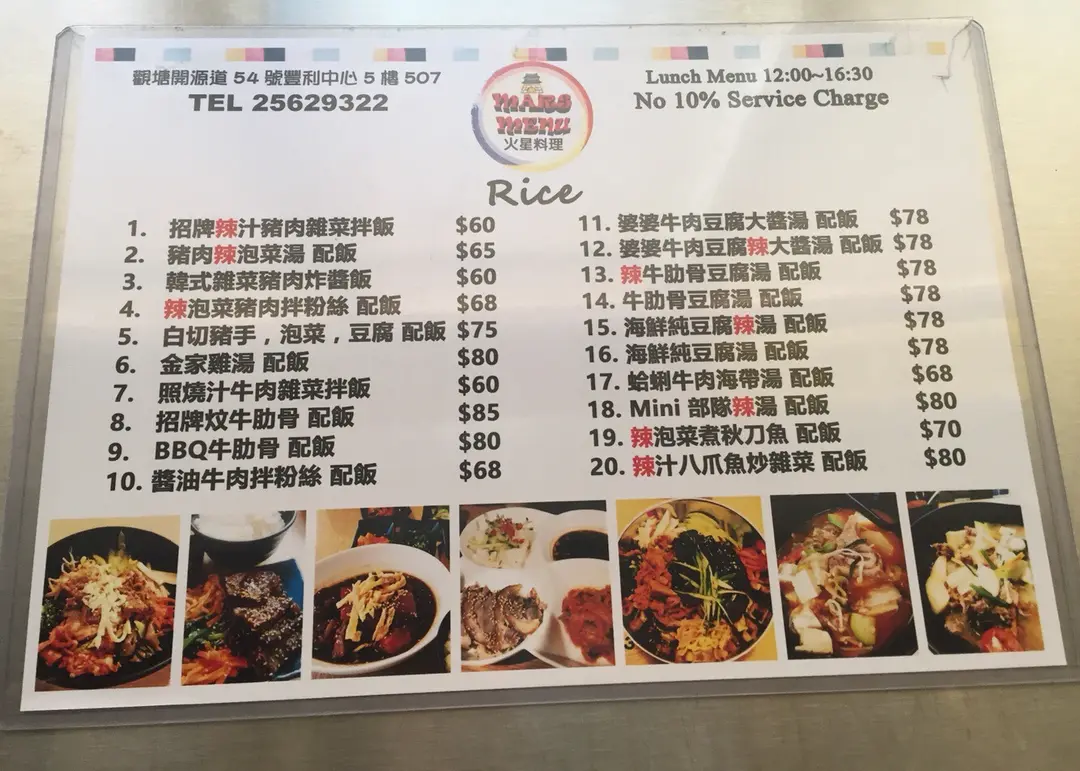 觀塘開源道 54 號豐利中心 5 樓 507
TEL 25629322
MARS
MENU
火星料理
Lunch Menu 12:00~16:30
No 10% Service Charge
Rice
1. 招牌辣汁豬肉雜菜拌飯 $60
2. 豬肉辣泡菜湯 配飯 $65
3. 韓式雜菜豬肉炸醬飯 $60
4. 辣泡菜豬肉拌粉絲 配飯 $68
5. 白切豬手，泡菜，豆腐 配飯 $75
6. 金家雞湯 配飯 $80
7. 照燒汁牛肉雜菜拌飯 $60
8. 招牌炆牛肋骨 配飯 $85
9. BBQ牛肋骨 配飯 $80
10. 醬油牛肉拌粉絲 配飯 $68
11. 婆婆牛肉豆腐大醬湯 配飯 $78
12. 婆婆牛肉豆腐辣大醬湯 配飯 $78
13. 辣牛肋骨豆腐湯 配飯 $78
14. 牛肋骨豆腐湯 配飯 $78
15. 海鮮純豆腐辣湯 配飯 $78
16. 海鮮純豆腐湯 配飯 $78
17. 蛤蜊牛肉海帶湯 配飯 $68
18. Mini 部隊辣湯 配飯 $80
19. 辣泡菜煮秋刀魚 配飯 $70
20. 辣汁八爪魚炒雜菜 配飯 $80